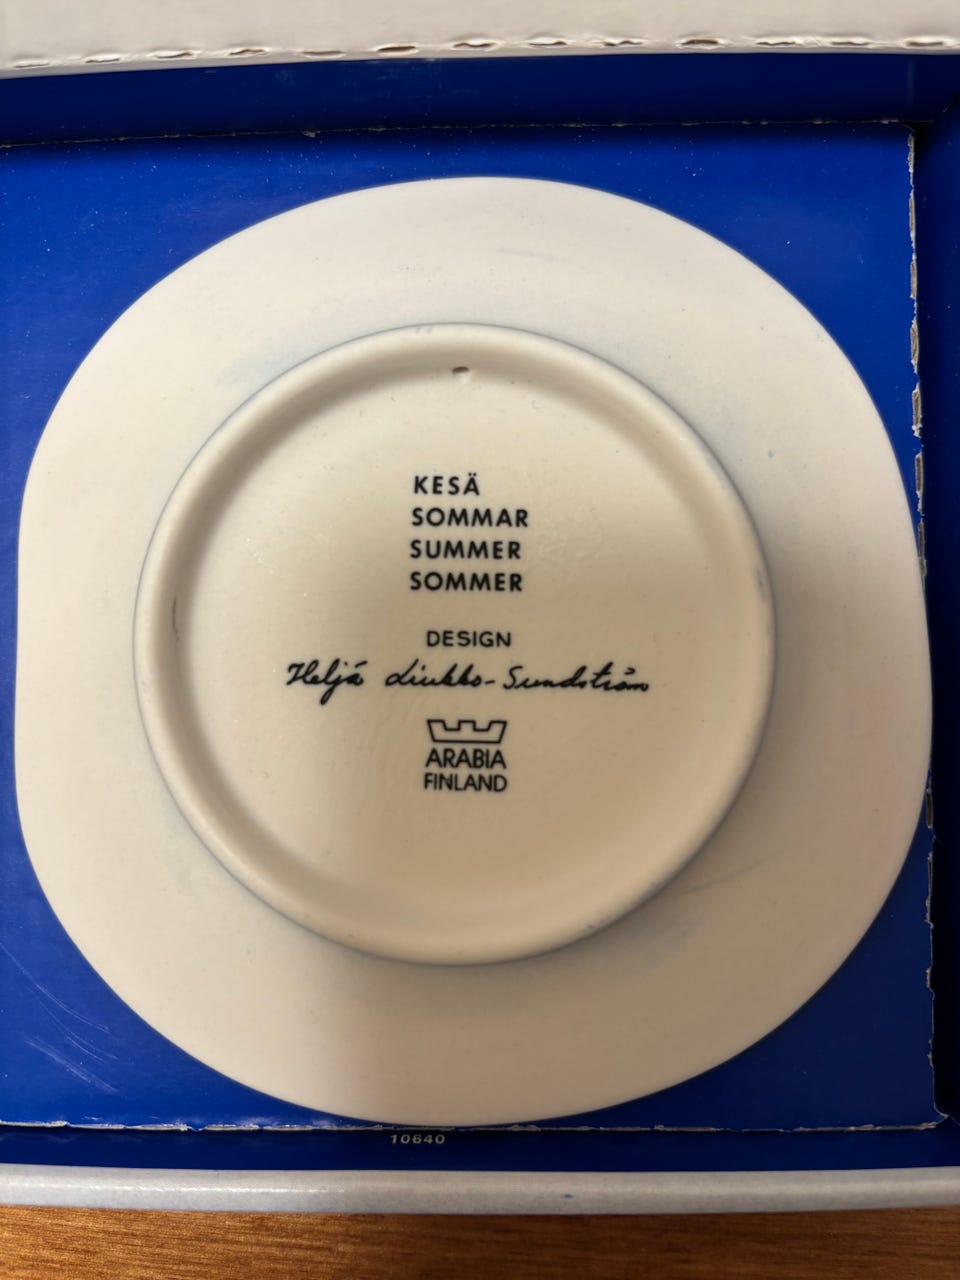 KESÄ
SOMMAR
SUMMER
SOMMER
DESIGN
Heljä Liukko-Sundström
ARABIA
FINLAND
10640